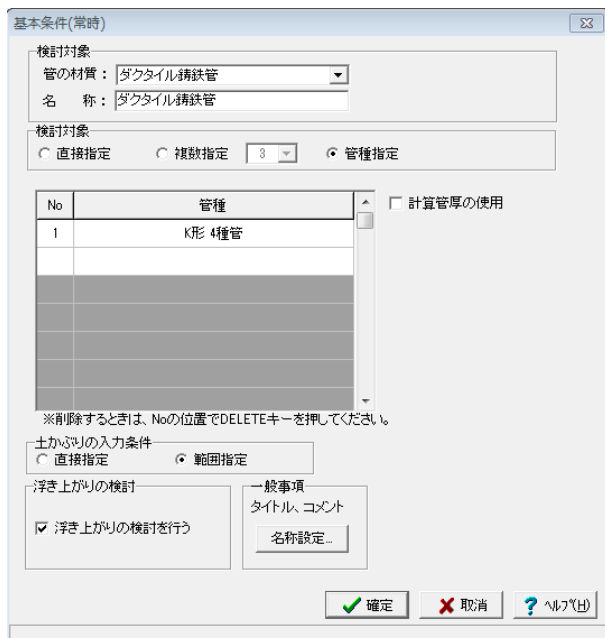 基本条件(常時)
検討対象
管の材質： ダクタイル鋳鉄管
名　称： ダクタイル鋳鉄管
検討対象
直接指定 複数指定 3 管種指定
No 管種
計算管厚の使用
1 K形 4種管
※削除するときは、Noの位置でDELETEキーを押してください。
土かぶりの入力条件
直接指定 範囲指定
浮き上がりの検討
浮き上がりの検討を行う
一般事項
タイトル、コメント
名称設定...
確定 取消 ヘルプ(H)